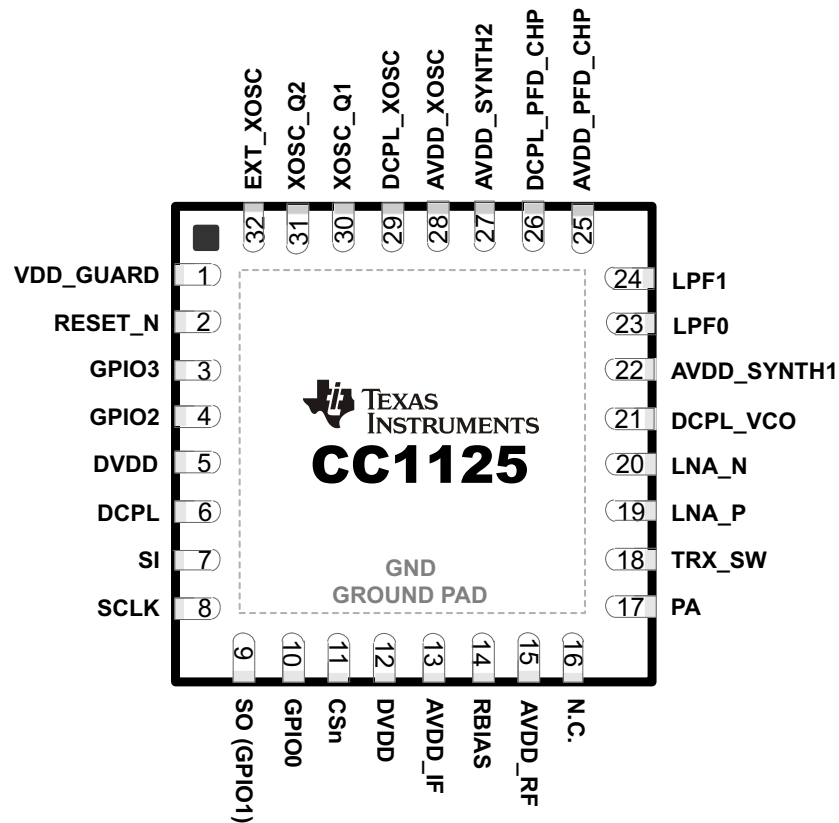 EXT_XOSC
XOSC_Q2
XOSC_Q1
DCPL_XOSC
AVDD_XOSC
AVDD_SYNTH2
DCPL_PFD_CHP
AVDD_PFD_CHP
32
31
30
29
28
27
26
25
VDD_GUARD 1
RESET_N 2
GPIO3 3
GPIO2 4
DVDD 5
DCPL 6
SI 7
SCLK 8
24 LPF1
23 LPF0
22 AVDD_SYNTH1
21 DCPL_VCO
20 LNA_N
19 LNA_P
18 TRX_SW
17 PA
TEXAS
INSTRUMENTS
CC1125
GND
GROUND PAD
9
10
11
12
13
14
15
16
SO (GPIO1)
GPIO0
CSn
DVDD
AVDD_IF
RBIAS
AVDD_RF
N.C.